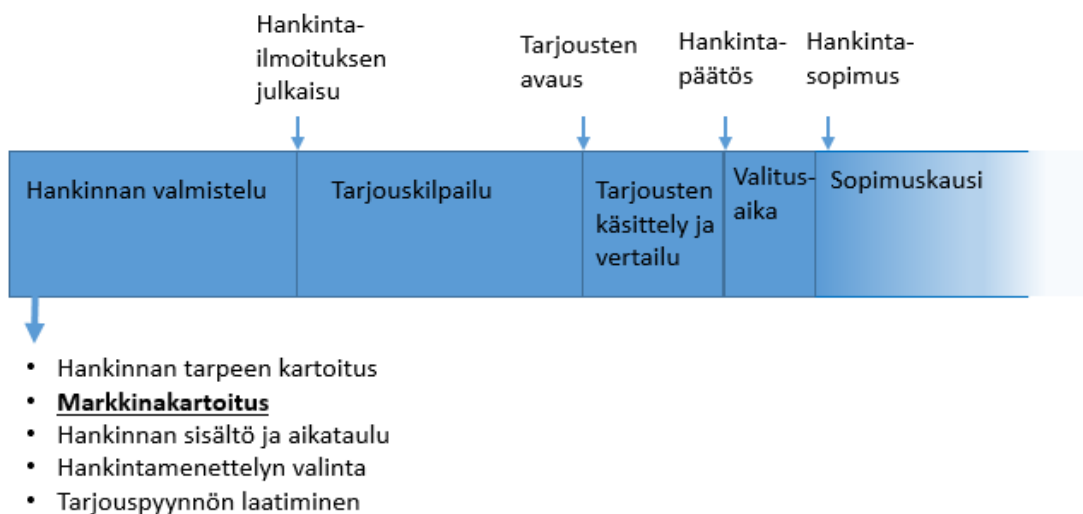 Hankinta-
ilmoituksen
julkaisu
Tarjousten
avaus
Hankinta-
päätös
Hankinta-
sopimus
Hankinnan valmistelu
Tarjouskilpailu
Tarjousten
käsittely ja
vertailu
Valitus-
aika
Sopimuskausi
• Hankinnan tarpeen kartoitus
• Markkinakartoitus
• Hankinnan sisältö ja aikataulu
• Hankintamenettelyn valinta
• Tarjouspyynnön laatiminen